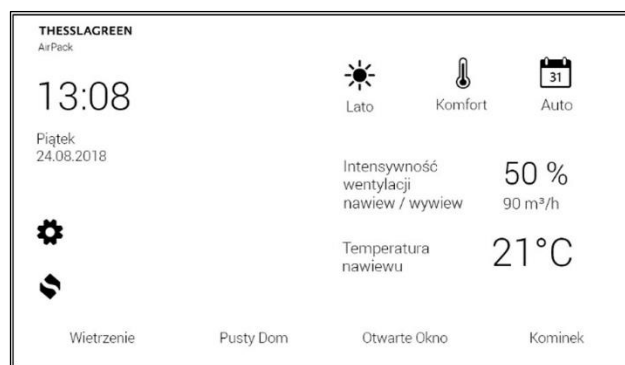 THESSLAGREEN
AirPack
13:08
Piątek
24.08.2018
Lato
Komfort
31
Auto
Intensywność
wentylacji
nawiew / wywiew
50 %
90 m³/h
Temperatura
nawiewu
21°C
Wietrzenie
Pusty Dom
Otwarte Okno
Kominek